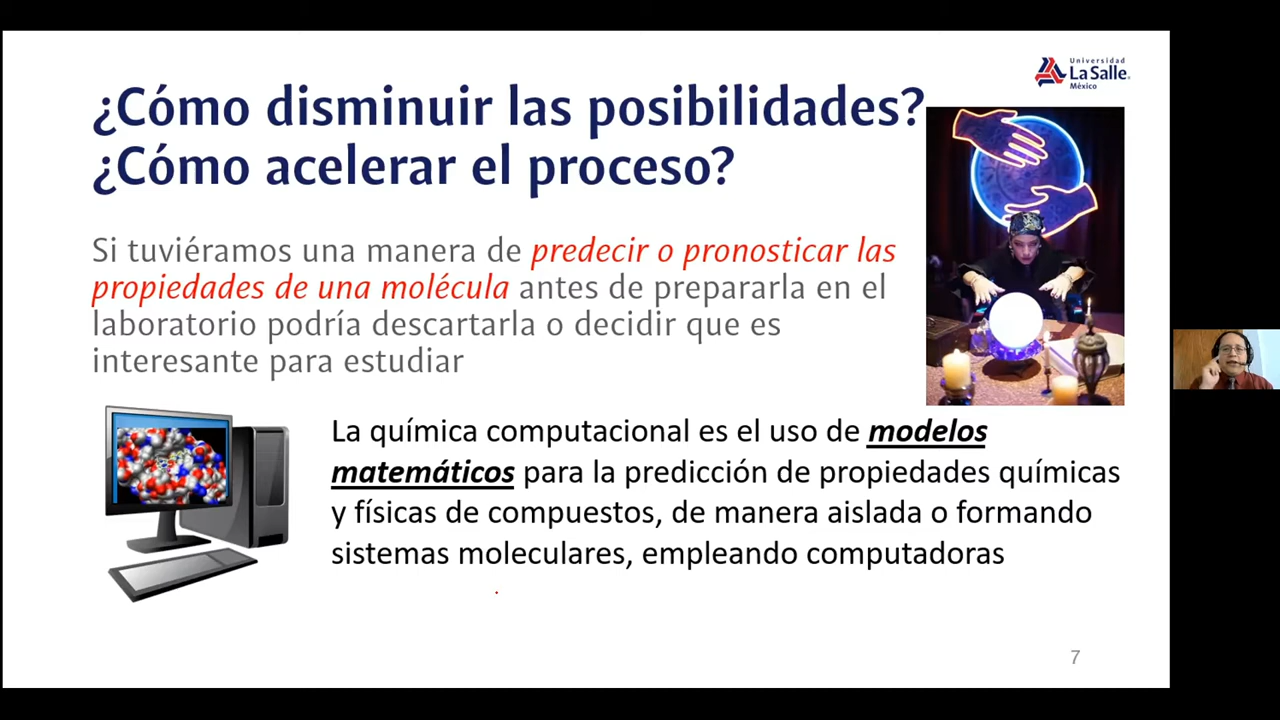 Universidad
La Salle
México
¿Cómo disminuir las posibilidades?
¿Cómo acelerar el proceso?
Si tuviéramos una manera de predecir o pronosticar las
propiedades de una molécula antes de prepararla en el
laboratorio podría descartarla o decidir que es
interesante para estudiar
La química computacional es el uso de modelos
matemáticos para la predicción de propiedades químicas
y físicas de compuestos, de manera aislada o formando
sistemas moleculares, empleando computadoras
7